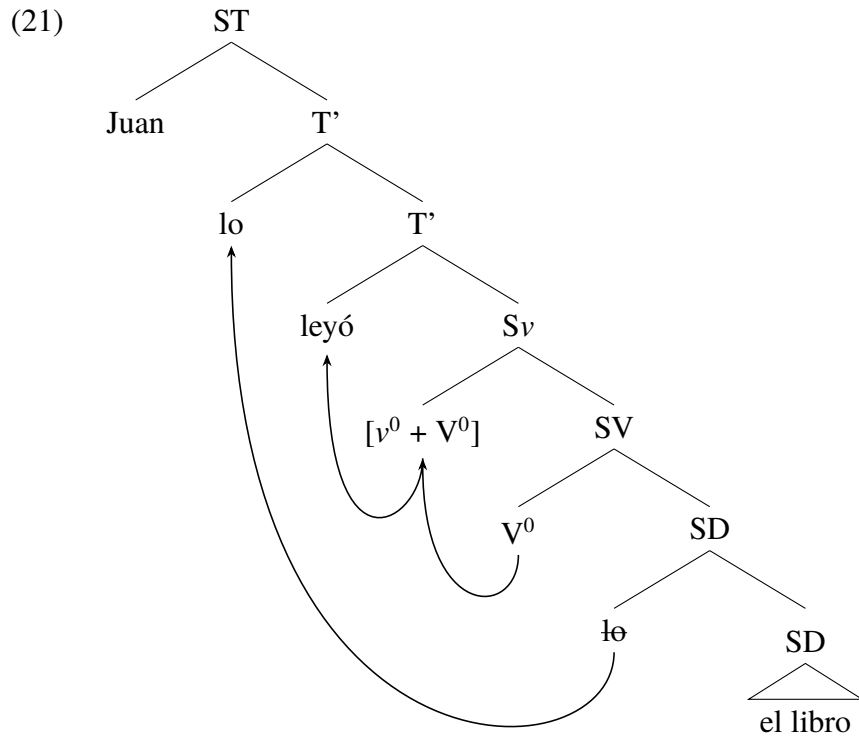 (21) ST
Juan T’
lo T’
leyó Sv
[v⁰ + V⁰] SV
V⁰ SD
lo SD
el libro